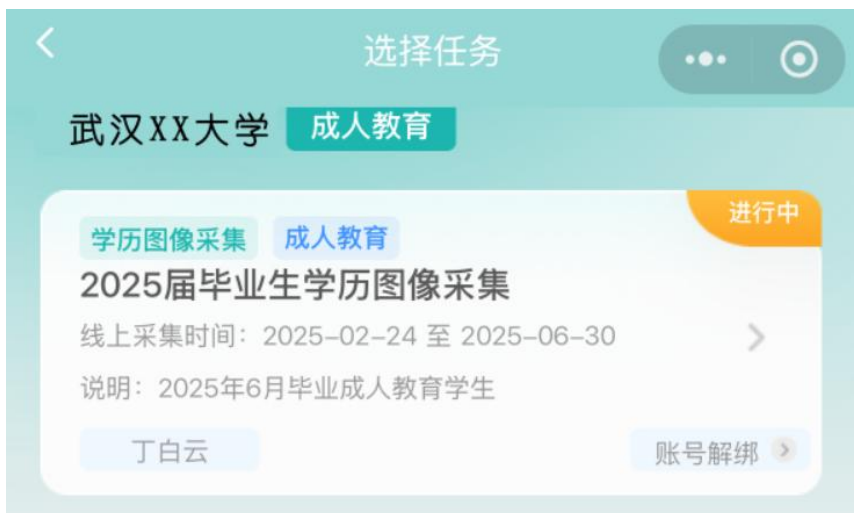 选择任务
武汉XX大学 成人教育
进行中
学历图像采集 成人教育
2025届毕业生学历图像采集
线上采集时间：2025-02-24 至 2025-06-30
说明：2025年6月毕业成人教育学生
丁白云 账号解绑